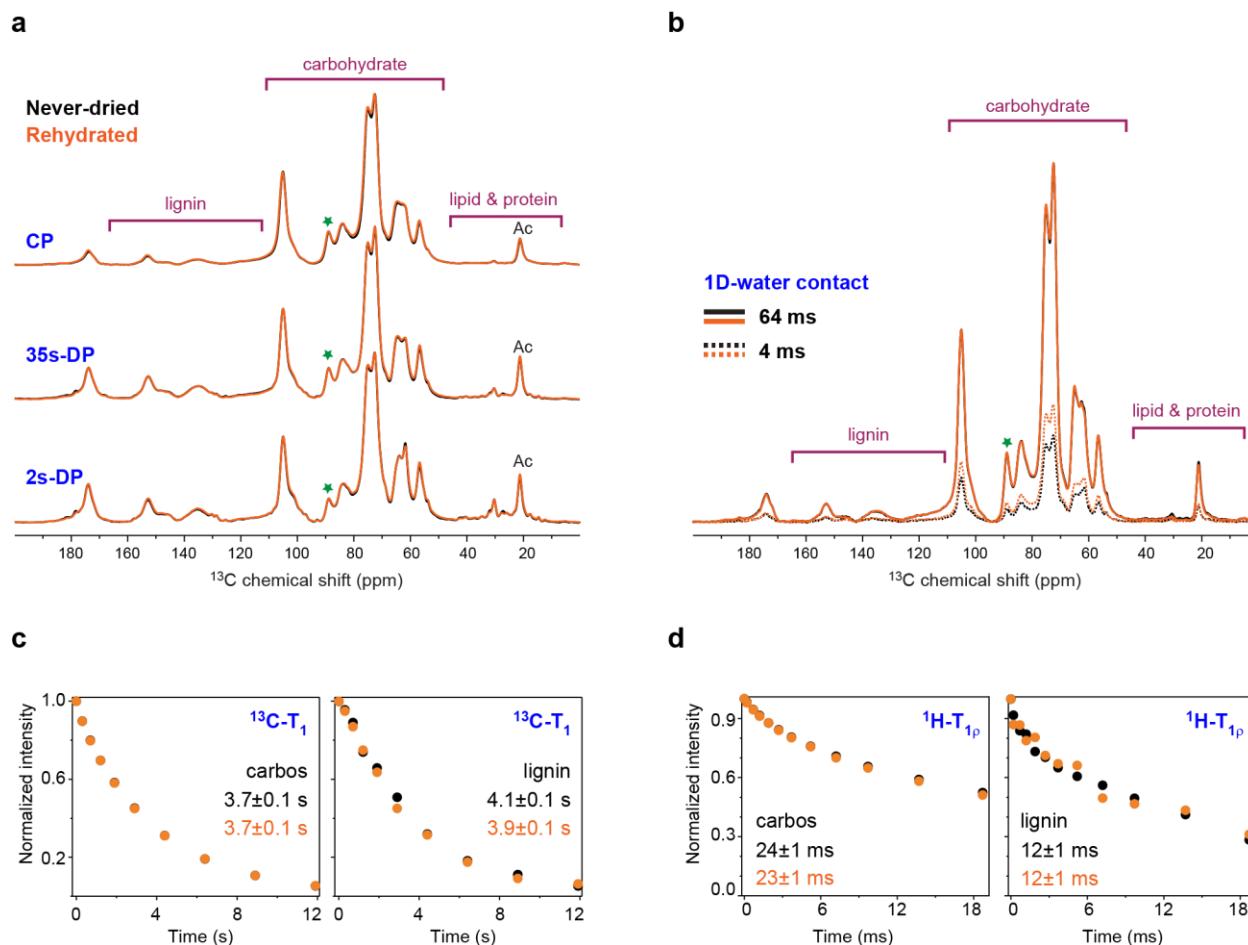 a
carbohydrate
Never-dried
Rehydrated
lignin
lipid & protein
CP
Ac
35s-DP
Ac
2s-DP
Ac
180 160 140 120 100 80 60 40 20
¹³C chemical shift (ppm)
b
carbohydrate
1D-water contact
64 ms
4 ms
lignin
lipid & protein
180 160 140 120 100 80 60 40 20
¹³C chemical shift (ppm)
c
Normalized intensity
1.0
0.6
0.2
¹³C-T₁
carbos
3.7±0.1 s
3.7±0.1 s
0 4 8 12
Time (s)
¹³C-T₁
lignin
4.1±0.1 s
3.9±0.1 s
0 4 8 12
Time (s)
d
Normalized intensity
0.9
0.6
0.3
0.0
¹H-T₁ρ
carbos
24±1 ms
23±1 ms
0 6 12 18
Time (ms)
¹H-T₁ρ
lignin
12±1 ms
12±1 ms
0 6 12 18
Time (ms)